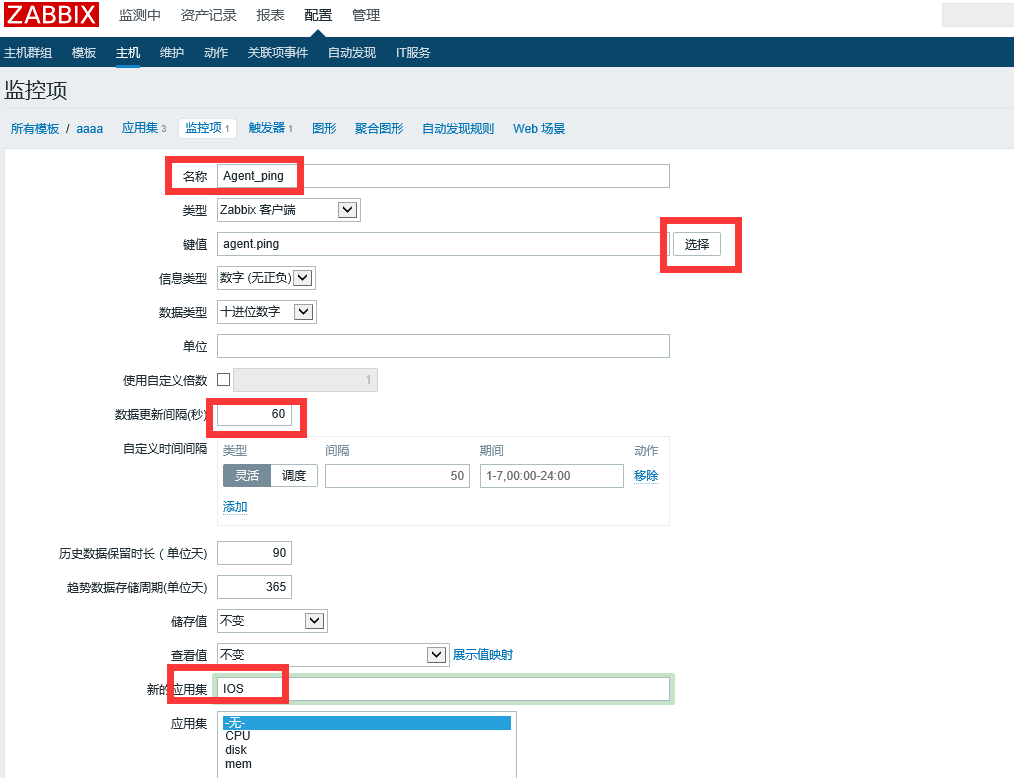 ZABBIX 监测中 资产记录 报表 配置 管理
主机群组 模板 主机 维护 动作 关联项事件 自动发现 IT服务
监控项
所有模板 / aaaa 应用集 3 监控项 1 触发器 1 图形 聚合图形 自动发现规则 Web 场景
名称 Agent_ping
类型 Zabbix 客户端
键值 agent.ping 选择
信息类型 数字 (无正负)
数据类型 十进位数字
单位
使用自定义倍数 1
数据更新间隔(秒) 60
自定义时间间隔 类型 间隔 期间 动作
灵活 调度 50 1-7,00:00-24:00 移除
添加
历史数据保留时长 ( 单位天) 90
趋势数据存储周期(单位天) 365
储存值 不变
查看值 不变 展示值映射
新的应用集 IOS
应用集 -无-
CPU
disk
mem